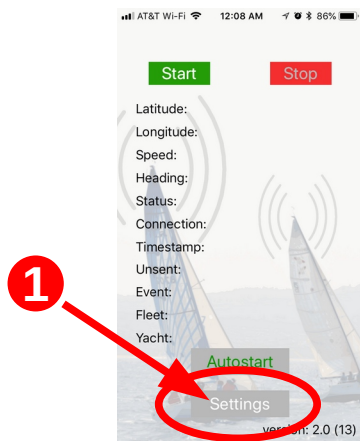 AT&T Wi-Fi 12:08 AM 86%
Start Stop
Latitude:
Longitude:
Speed:
Heading:
Status:
Connection:
Timestamp:
Unsent:
Event:
1
Fleet:
Yacht:
Autostart
Settings
version: 2.0 (13)